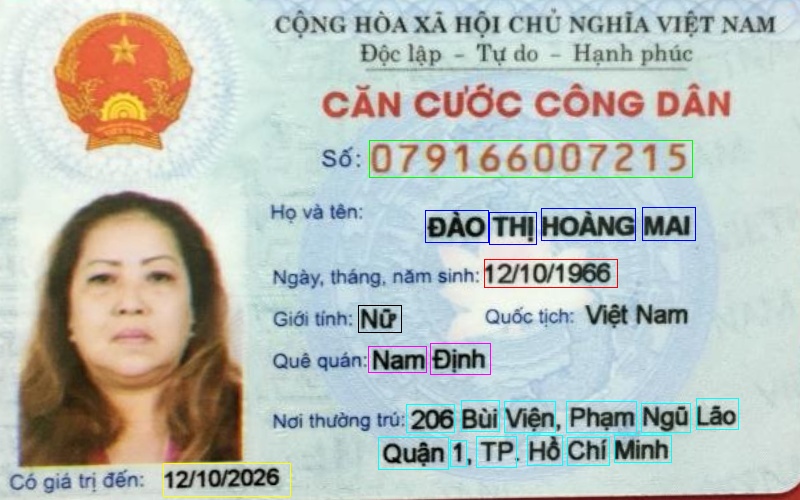 CỘNG HÒA XÃ HỘI CHỦ NGHĨA VIỆT NAM
Độc lập – Tự do – Hạnh phúc
CĂN CƯỚC CÔNG DÂN
Số: 079166007215
Họ và tên:
ĐÀO THỊ HOÀNG MAI
Ngày, tháng, năm sinh: 12/10/1966
Giới tính: Nữ Quốc tịch: Việt Nam
Quê quán: Nam Định
Nơi thường trú: 206 Bùi Viện, Phạm Ngũ Lão
Quận 1, TP. Hồ Chí Minh
Có giá trị đến: 12/10/2026